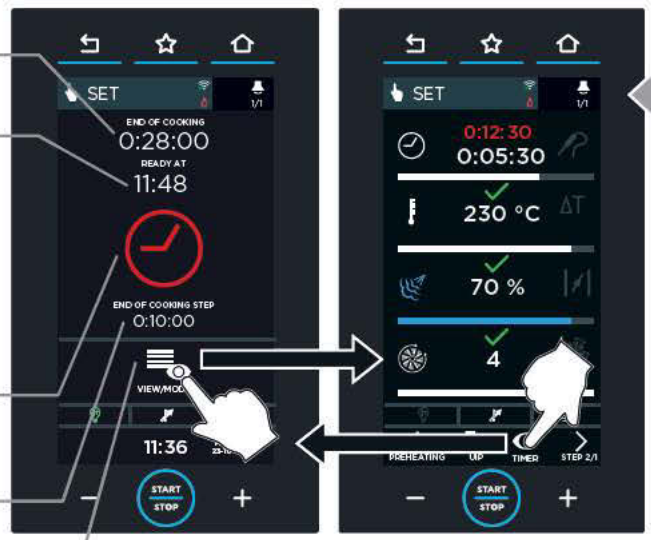 SET
1/1
END OF COOKING
0:28:00
READY AT
11:48
END OF COOKING STEP
0:10:00
11:36
START
STOP
SET
1/1
0:12:30
0:05:30
230 °C
ΔT
70 %
4
PREHEATING
TIMER
STEP 2/1
START
STOP